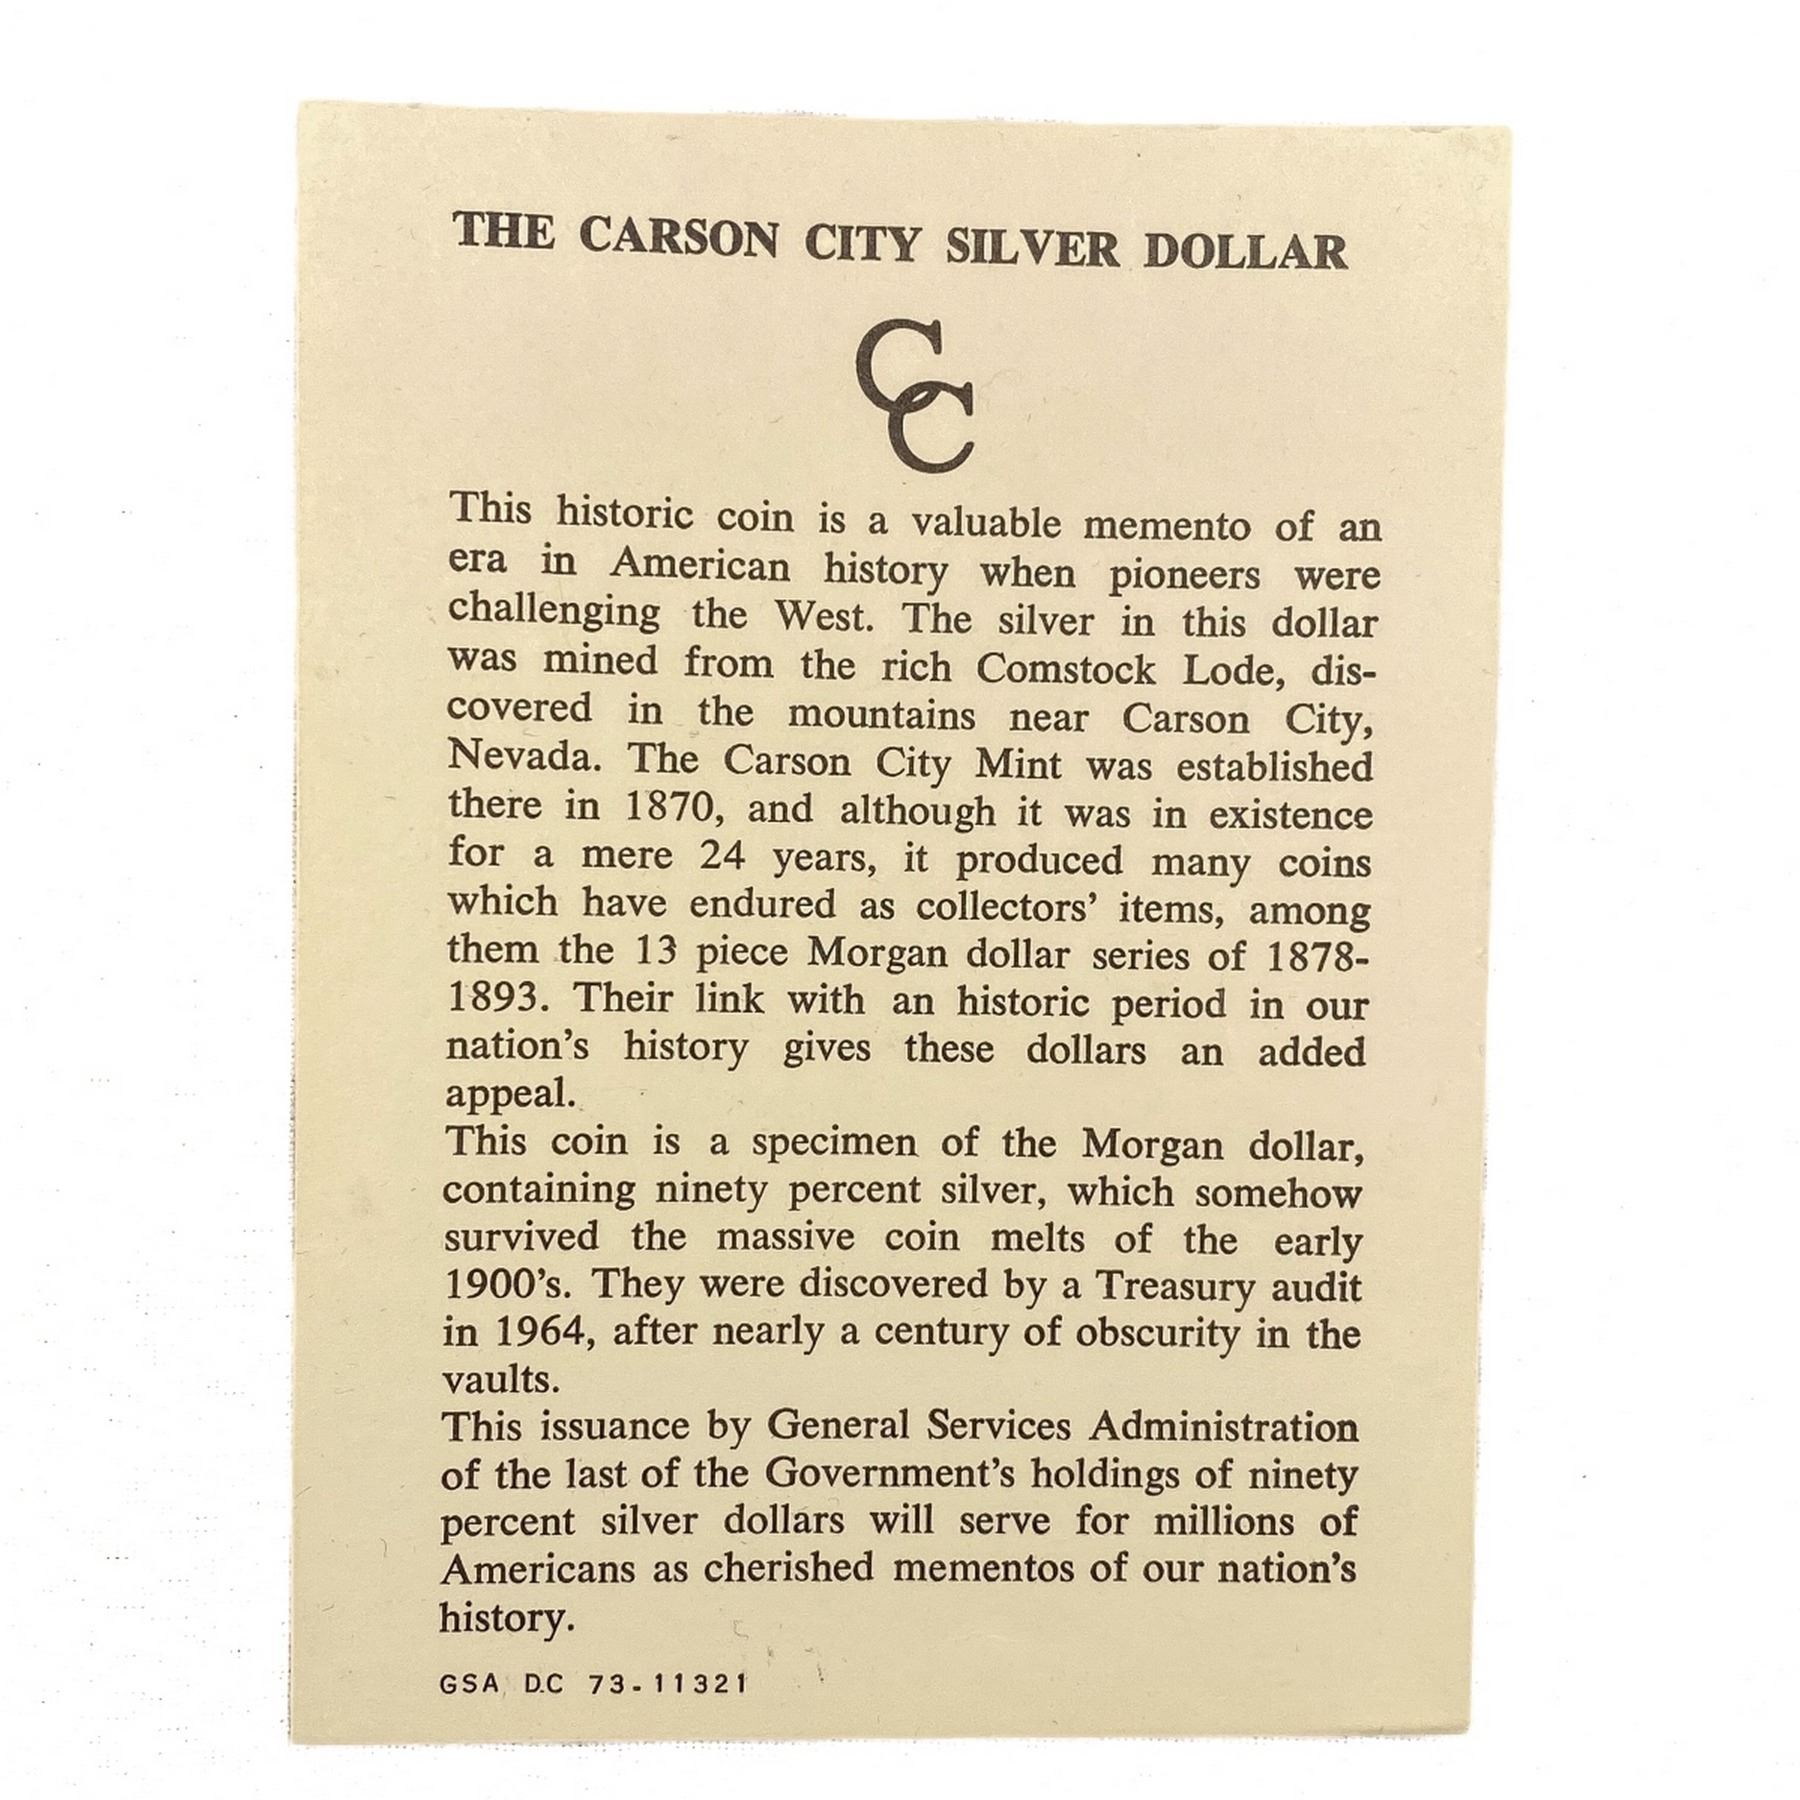 THE CARSON CITY SILVER DOLLAR
CC
This historic coin is a valuable memento of an
era in American history when pioneers were
challenging the West. The silver in this dollar
was mined from the rich Comstock Lode, dis-
covered in the mountains near Carson City,
Nevada. The Carson City Mint was established
there in 1870, and although it was in existence
for a mere 24 years, it produced many coins
which have endured as collectors’ items, among
them the 13 piece Morgan dollar series of 1878-
1893. Their link with an historic period in our
nation’s history gives these dollars an added
appeal.
This coin is a specimen of the Morgan dollar,
containing ninety percent silver, which somehow
survived the massive coin melts of the early
1900’s. They were discovered by a Treasury audit
in 1964, after nearly a century of obscurity in the
vaults.
This issuance by General Services Administration
of the last of the Government’s holdings of ninety
percent silver dollars will serve for millions of
Americans as cherished mementos of our nation’s
history.
GSA D.C 73-11321